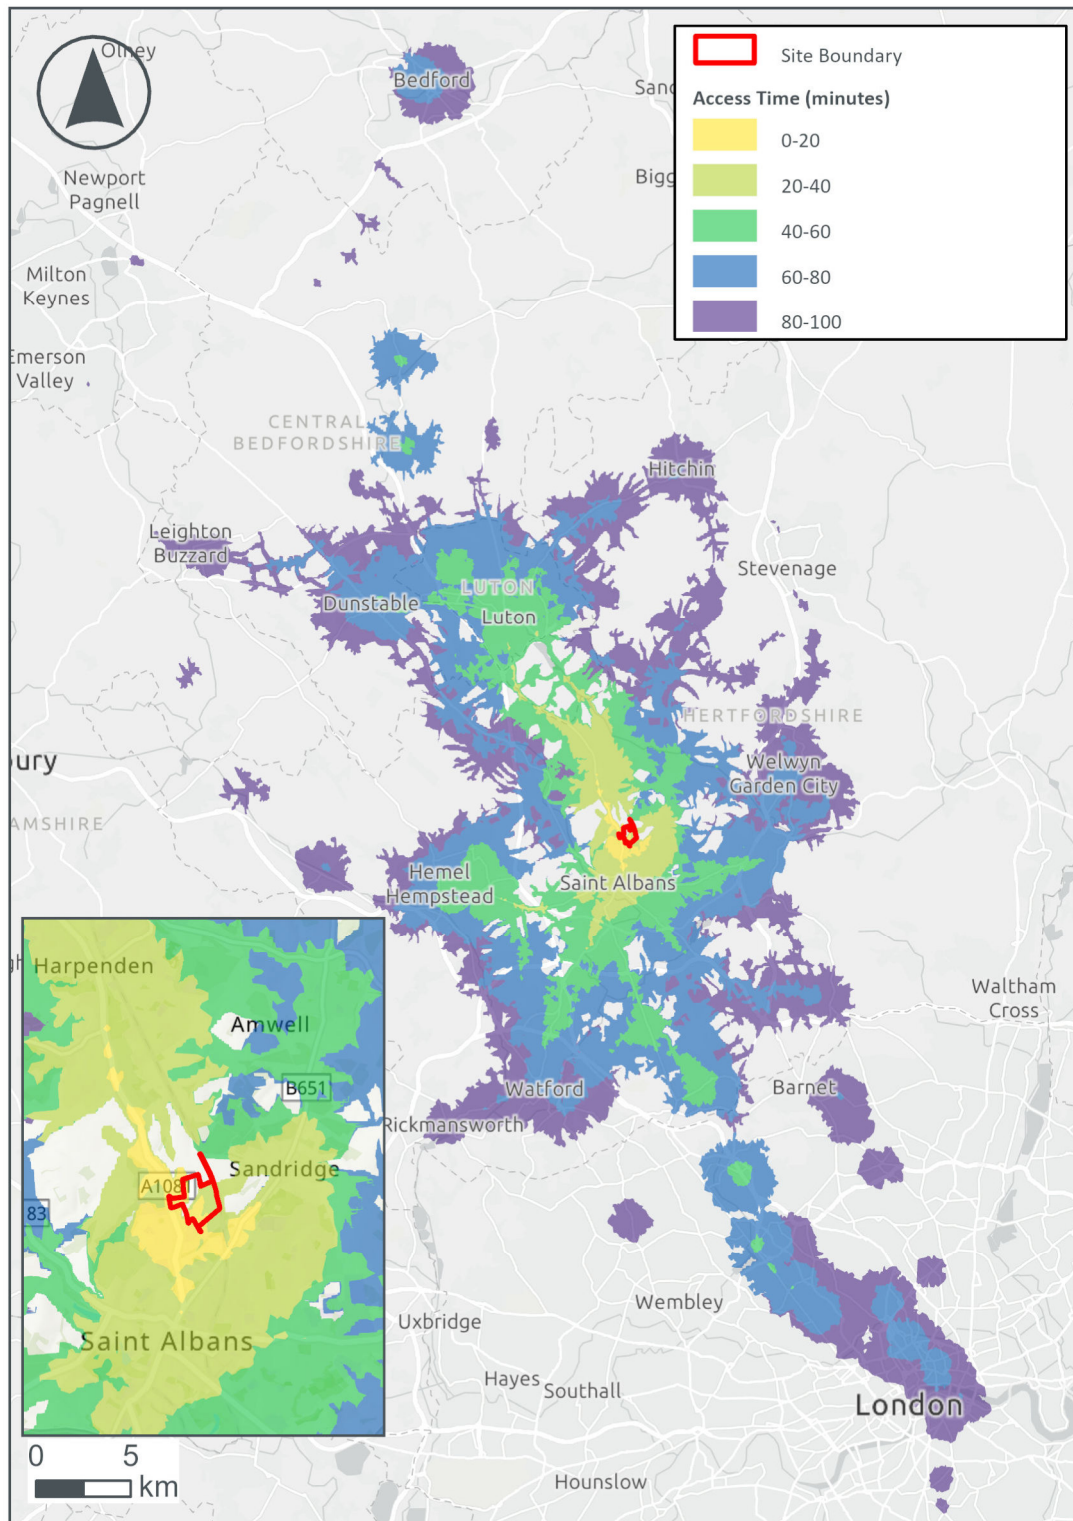 Olney
Bedford
Sand
Bigg
Newport
Pagnell
Milton
Keynes
Emerson
Valley
Site Boundary
Access Time (minutes)
0-20
20-40
40-60
60-80
80-100
CENTRAL
BEDFORDSHIRE
Hitchin
Leighton
Buzzard
Stevenage
LUTON
Dunstable
Luton
HERTFORDSHIRE
ury
Welwyn
Garden City
AMSHIRE
Hemel
Hempstead
Saint Albans
Waltham
Cross
Watford
Barnet
Rickmansworth
Wembley
Uxbridge
Hayes
Southall
London
Hounslow
Harpenden
Amwell
B651
Sandridge
A108
83
Saint Albans
0 5
km